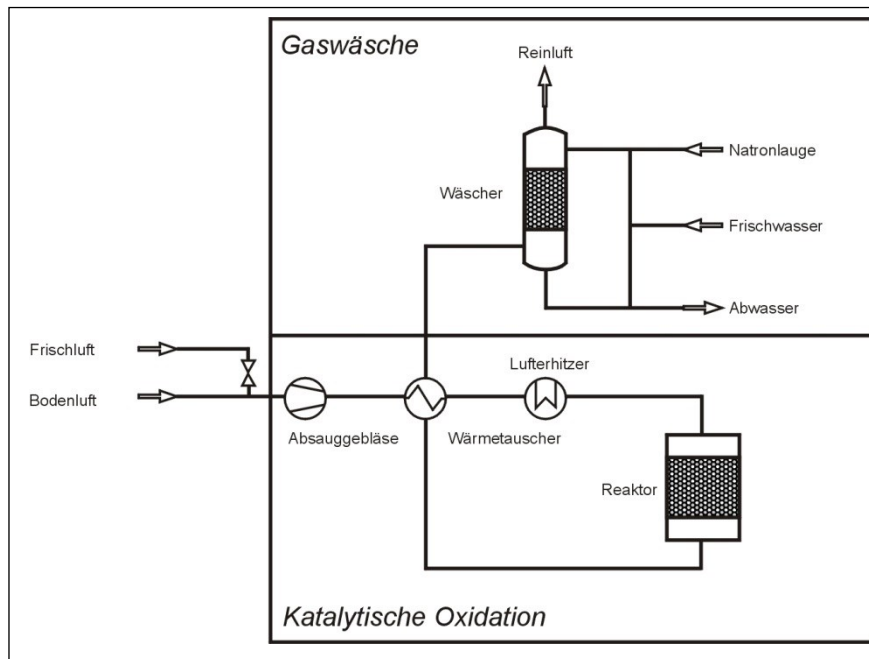 Gaswäsche
Reinluft
Natronlauge
Wäscher
Frischwasser
Abwasser
Frischluft
Lufterhitzer
Bodenluft
Absauggebläse
Wärmetauscher
Reaktor
Katalytische Oxidation